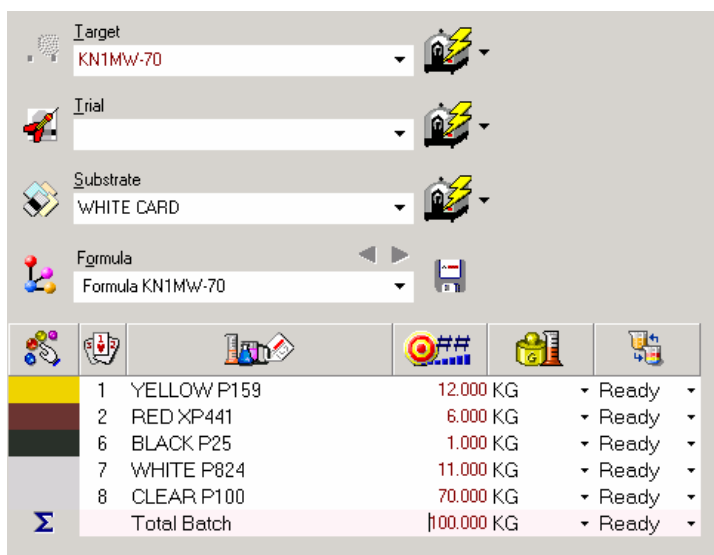 Target
KN1MW-70
Trial
Substrate
WHITE CARD
Formula
Formula KN1MW-70
##
G
1 YELLOW P159 12.000 KG Ready
2 RED XP441 6.000 KG Ready
6 BLACK P25 1.000 KG Ready
7 WHITE P824 11.000 KG Ready
8 CLEAR P100 70.000 KG Ready
Σ Total Batch 100.000 KG Ready